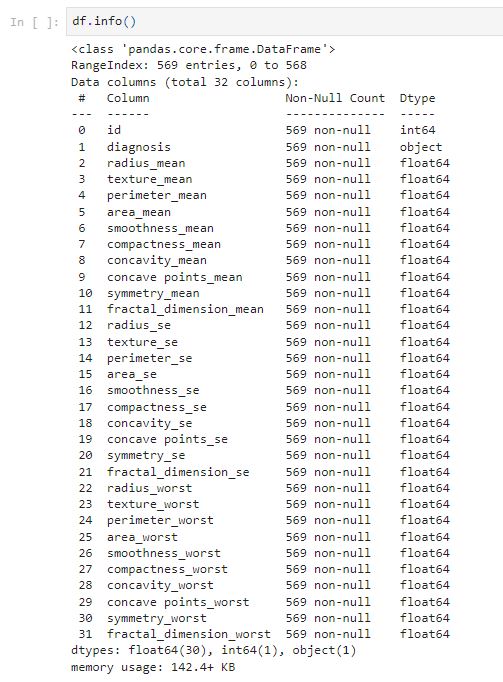 In [ ]: df.info()
<class 'pandas.core.frame.DataFrame'>
RangeIndex: 569 entries, 0 to 568
Data columns (total 32 columns):
 #   Column                   Non-Null Count  Dtype
---  ------                   --------------  -----
 0   id                       569 non-null    int64
 1   diagnosis                569 non-null    object
 2   radius_mean              569 non-null    float64
 3   texture_mean             569 non-null    float64
 4   perimeter_mean           569 non-null    float64
 5   area_mean                569 non-null    float64
 6   smoothness_mean          569 non-null    float64
 7   compactness_mean         569 non-null    float64
 8   concavity_mean           569 non-null    float64
 9   concave points_mean      569 non-null    float64
 10  symmetry_mean            569 non-null    float64
 11  fractal_dimension_mean   569 non-null    float64
 12  radius_se                569 non-null    float64
 13  texture_se               569 non-null    float64
 14  perimeter_se             569 non-null    float64
 15  area_se                  569 non-null    float64
 16  smoothness_se            569 non-null    float64
 17  compactness_se           569 non-null    float64
 18  concavity_se             569 non-null    float64
 19  concave points_se        569 non-null    float64
 20  symmetry_se              569 non-null    float64
 21  fractal_dimension_se     569 non-null    float64
 22  radius_worst             569 non-null    float64
 23  texture_worst            569 non-null    float64
 24  perimeter_worst          569 non-null    float64
 25  area_worst               569 non-null    float64
 26  smoothness_worst         569 non-null    float64
 27  compactness_worst        569 non-null    float64
 28  concavity_worst          569 non-null    float64
 29  concave points_worst     569 non-null    float64
 30  symmetry_worst           569 non-null    float64
 31  fractal_dimension_worst  569 non-null    float64
dtypes: float64(30), int64(1), object(1)
memory usage: 142.4+ KB